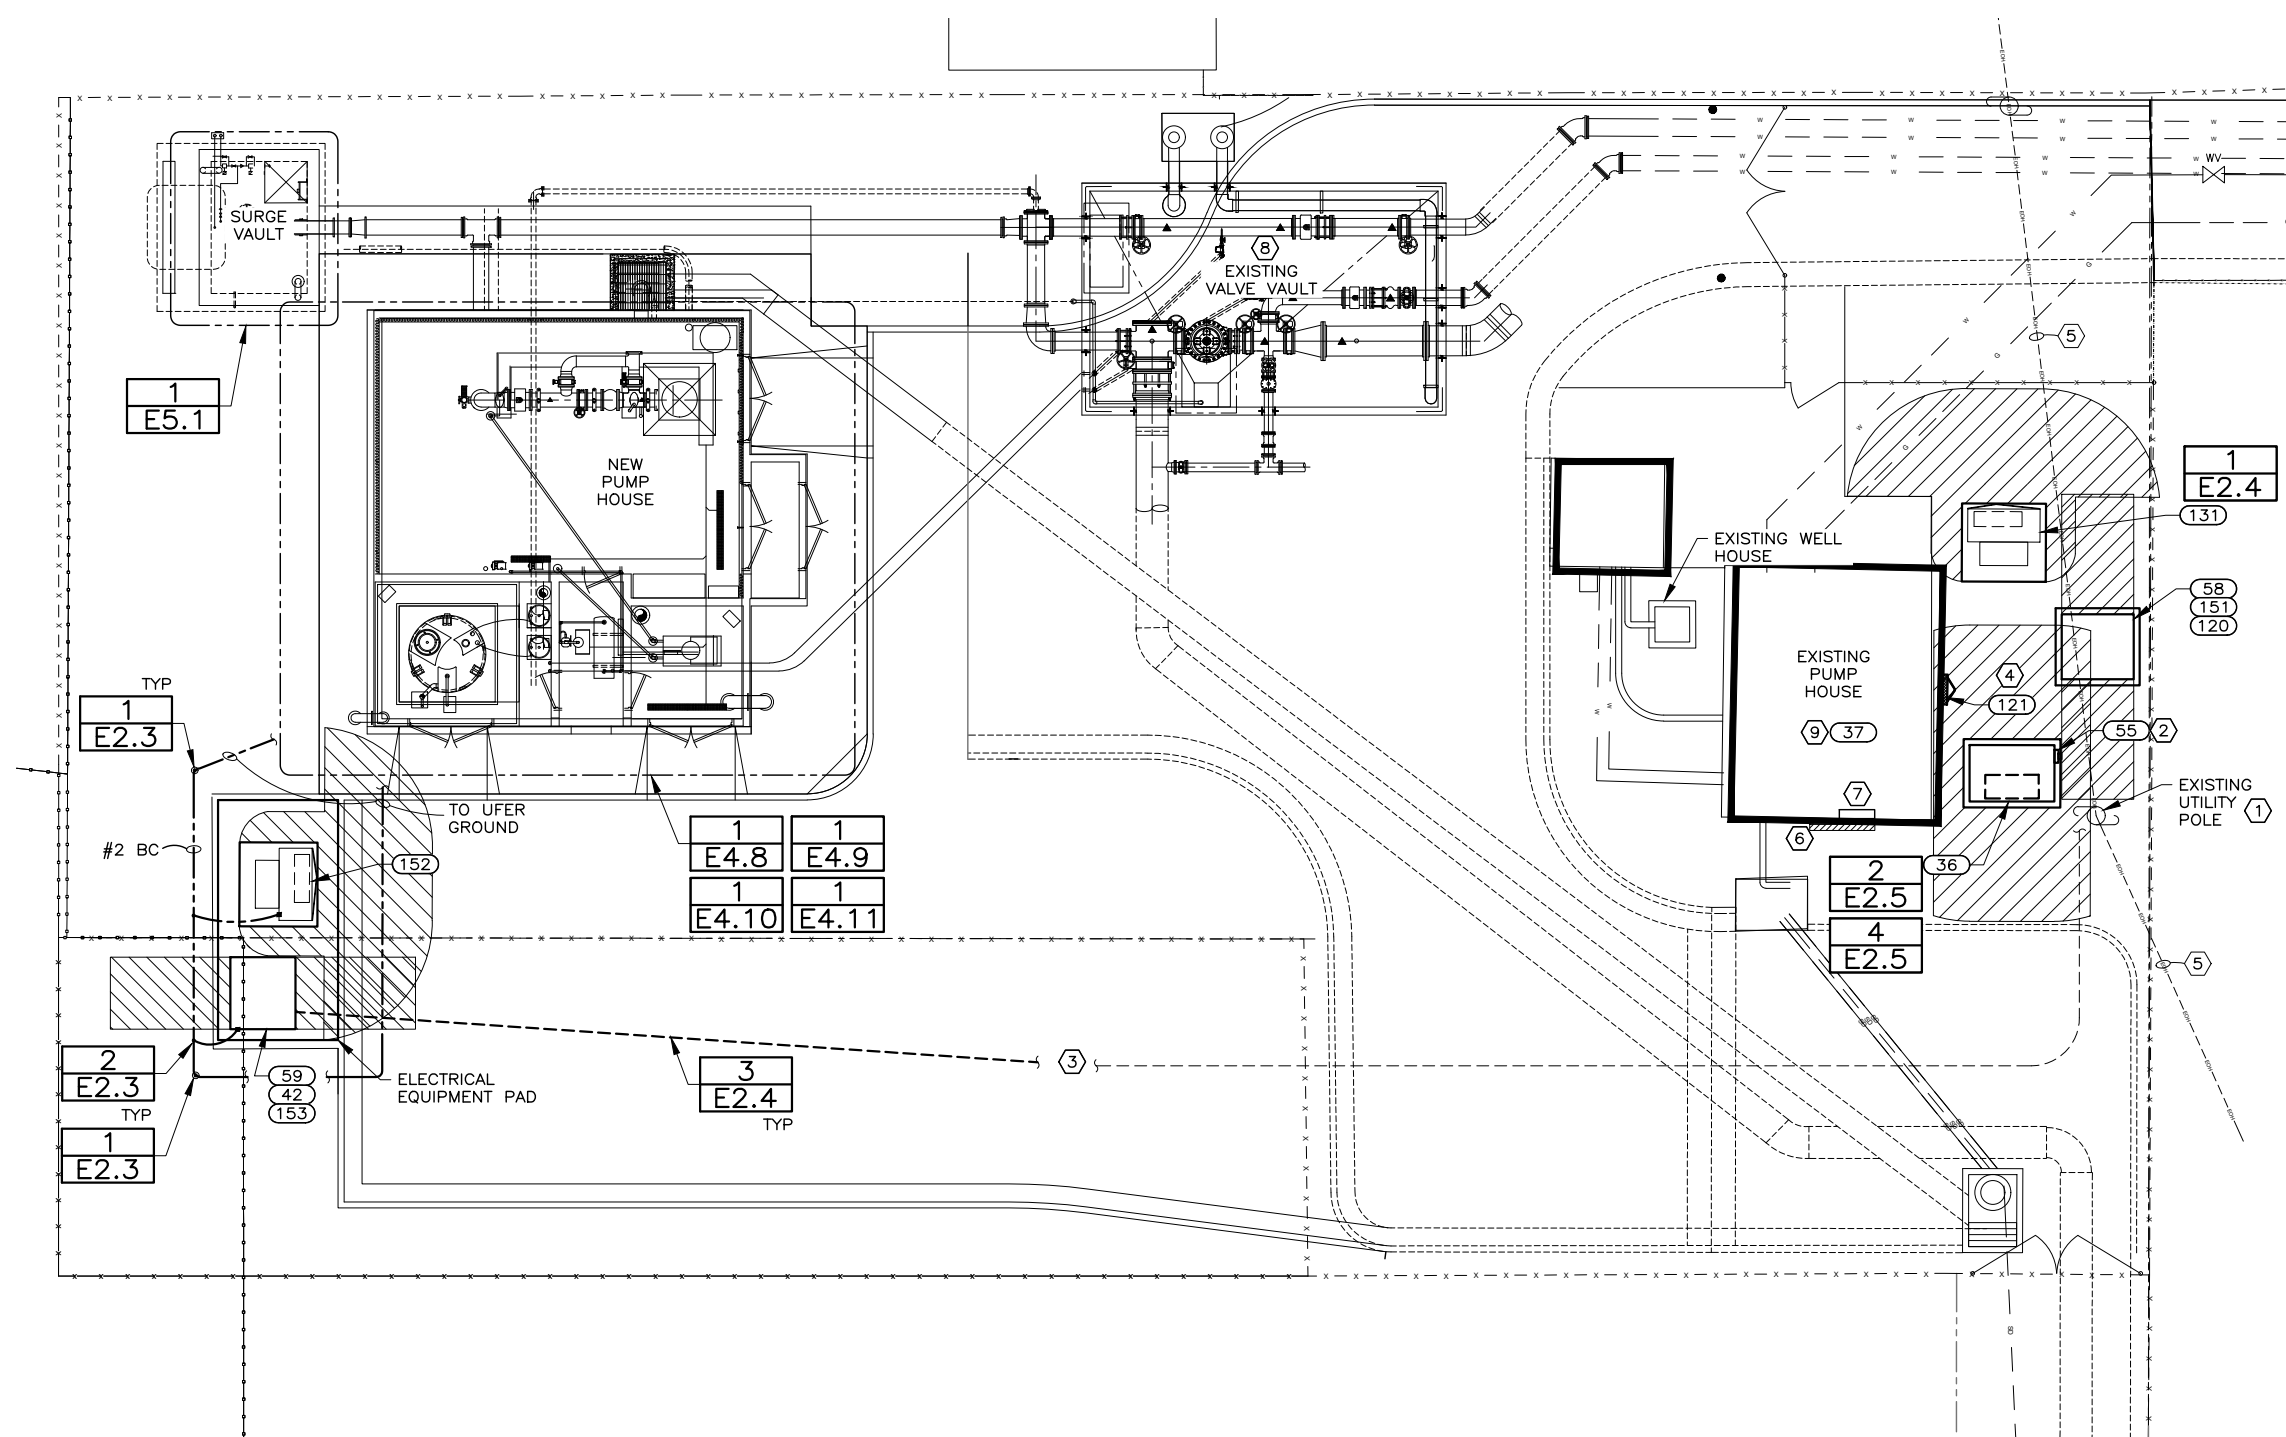 WV
SURGE
VAULT
8
EXISTING
VALVE VAULT
5
1
E5.1
NEW
PUMP
HOUSE
1
E2.4
131
EXISTING WELL
HOUSE
58
151
120
EXISTING
PUMP
HOUSE
4
121
9
37
55
2
TYP
1
E2.3
7
6
EXISTING
UTILITY
POLE
1
TO UFER
GROUND
#2 BC
152
1
E4.8
1
E4.9
1
E4.10
1
E4.11
36
2
E2.5
4
E2.5
5
2
E2.3
TYP
1
E2.3
59
42
153
ELECTRICAL
EQUIPMENT PAD
3
E2.4
TYP
3
SD